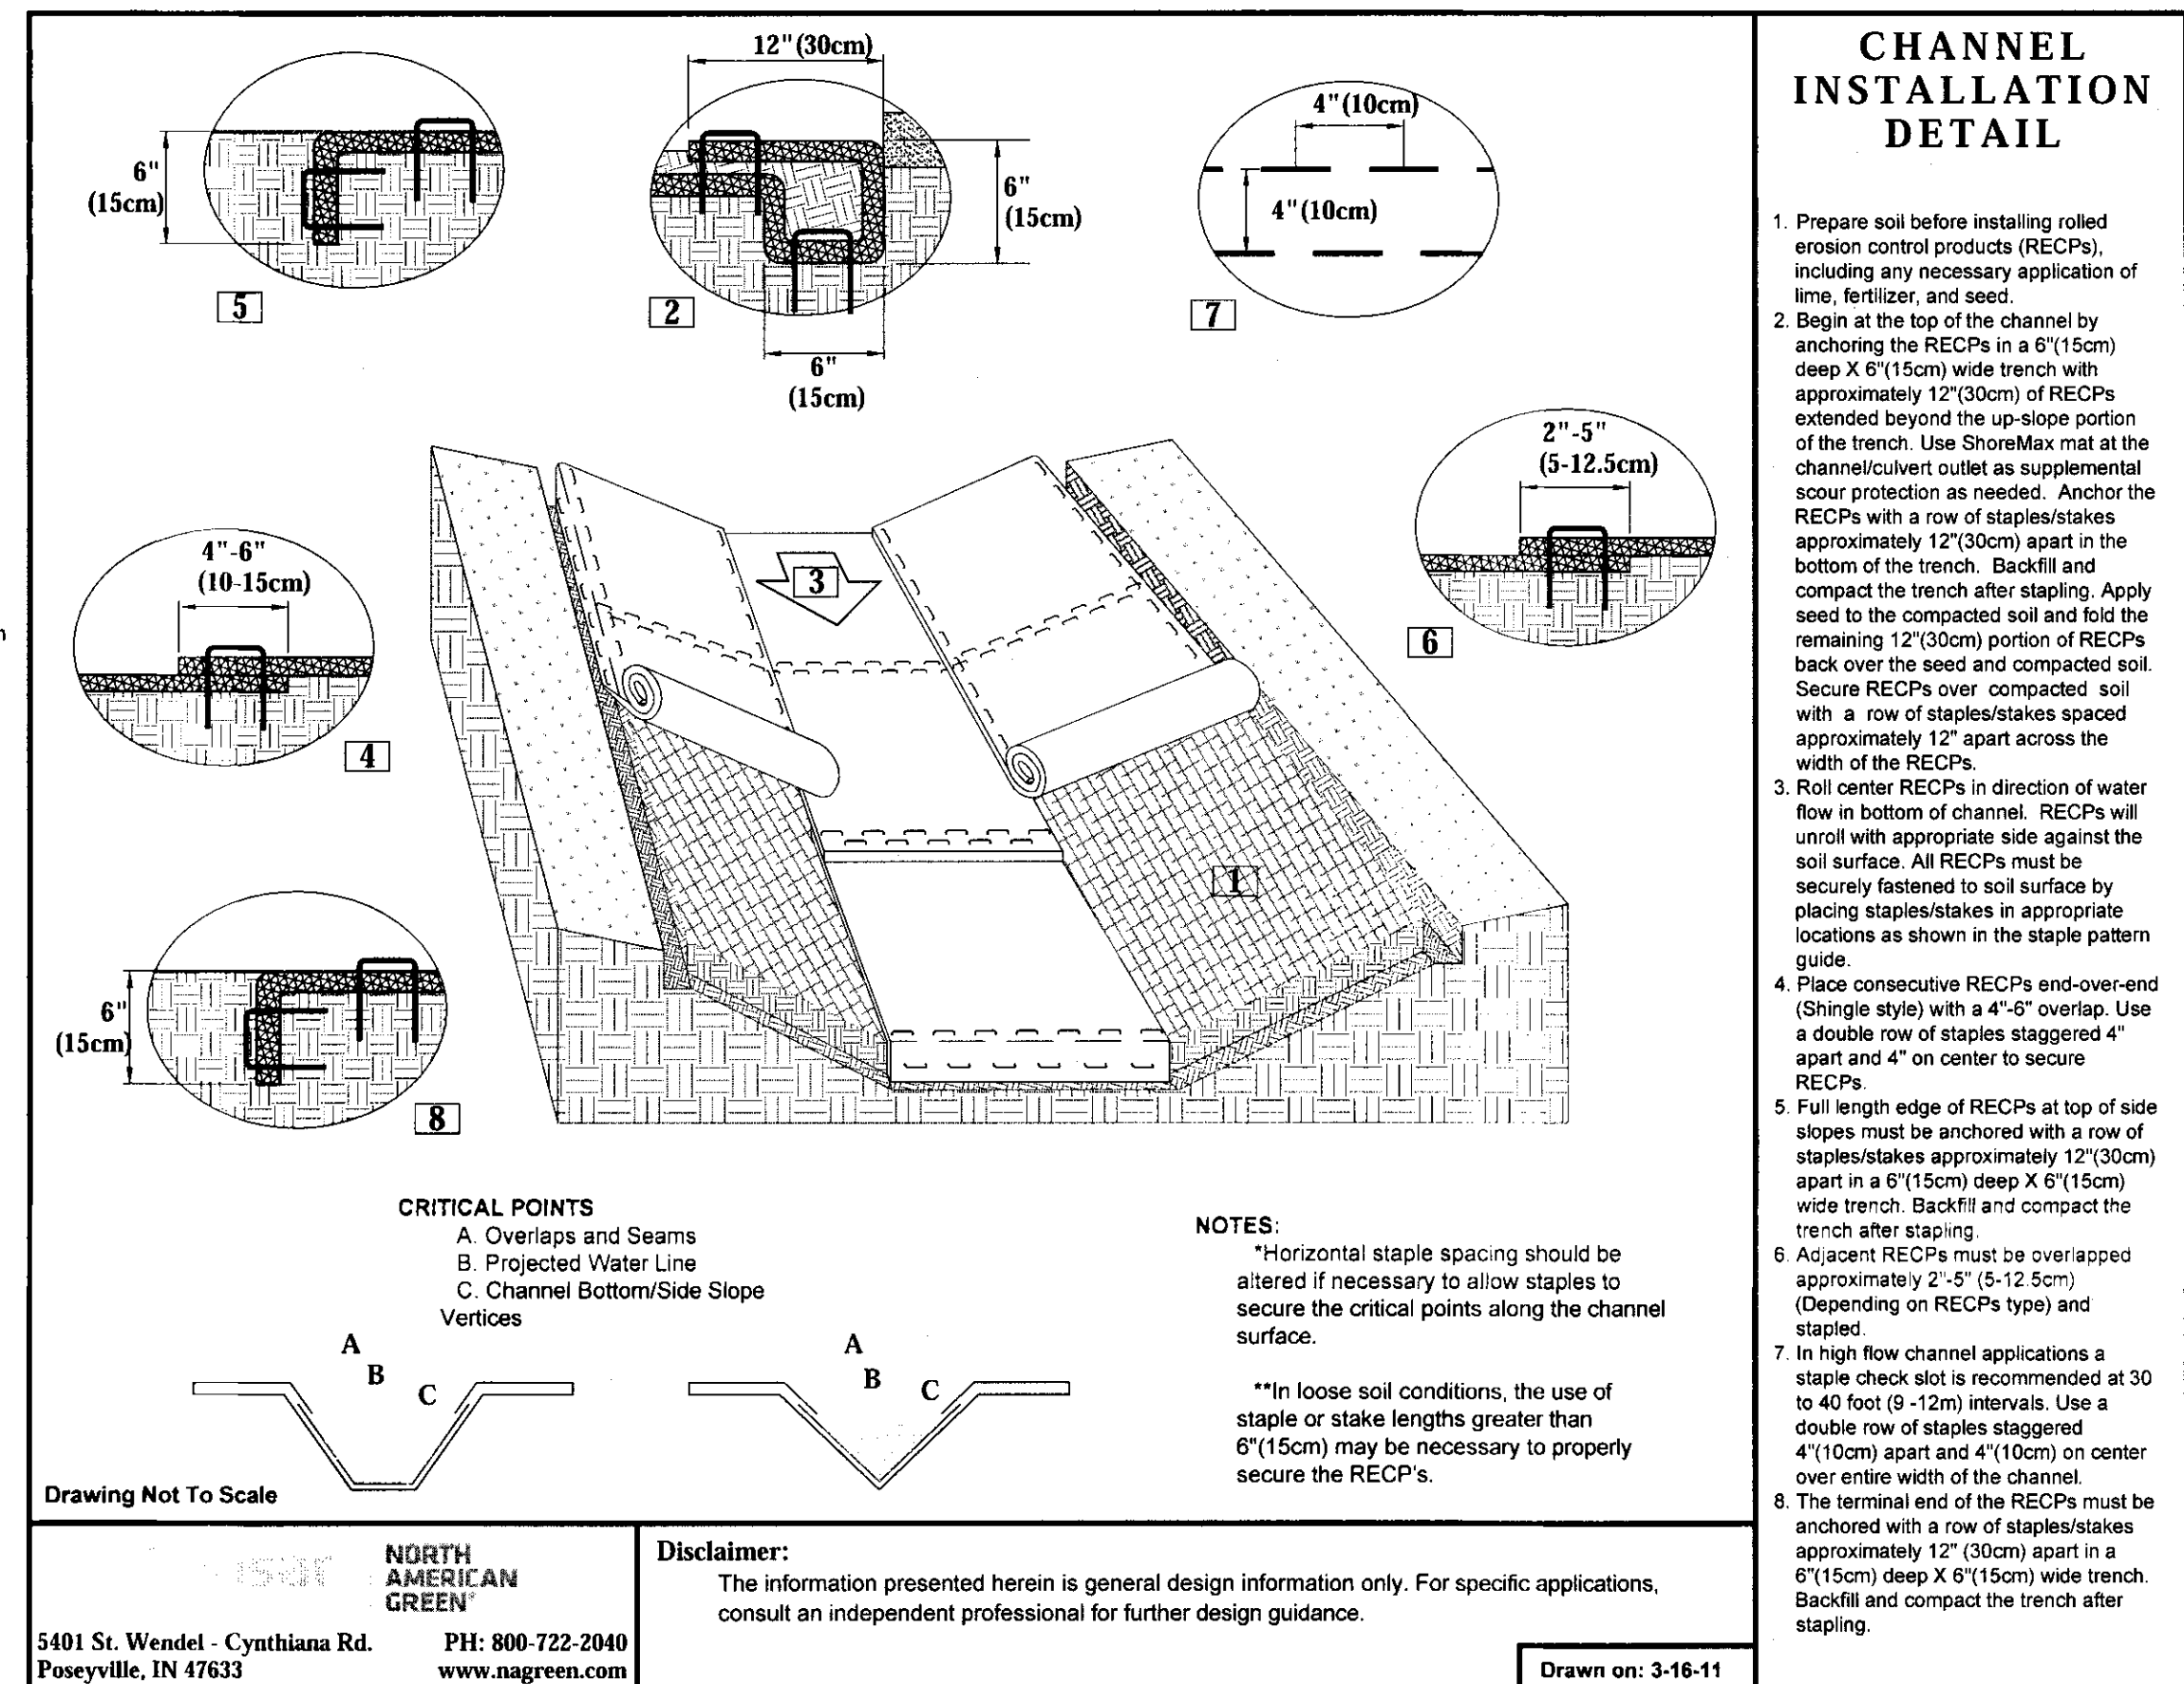 12"(30cm)
6"
(15cm)
5
6"
(15cm)
2
6"
(15cm)
4"(10cm)
4"(10cm)
7
4"-6"
(10-15cm)
4
3
2"-5"
(5-12.5cm)
6
1
6"
(15cm)
8
CRITICAL POINTS
A. Overlaps and Seams
B. Projected Water Line
C. Channel Bottom/Side Slope
Vertices
A
B
C
A
B
C
Drawing Not To Scale
NOTES:
*Horizontal staple spacing should be
altered if necessary to allow staples to
secure the critical points along the channel
surface.
**In loose soil conditions, the use of
staple or stake lengths greater than
6"(15cm) may be necessary to properly
secure the RECP's.
CHANNEL
INSTALLATION
DETAIL
1. Prepare soil before installing rolled
erosion control products (RECPs),
including any necessary application of
lime, fertilizer, and seed.
2. Begin at the top of the channel by
anchoring the RECPs in a 6"(15cm)
deep X 6"(15cm) wide trench with
approximately 12"(30cm) of RECPs
extended beyond the up-slope portion
of the trench. Use ShoreMax mat at the
channel/culvert outlet as supplemental
scour protection as needed. Anchor the
RECPs with a row of staples/stakes
approximately 12"(30cm) apart in the
bottom of the trench. Backfill and
compact the trench after stapling. Apply
seed to the compacted soil and fold the
remaining 12"(30cm) portion of RECPs
back over the seed and compacted soil.
Secure RECPs over compacted soil
with a row of staples/stakes spaced
approximately 12" apart across the
width of the RECPs.
3. Roll center RECPs in direction of water
flow in bottom of channel. RECPs will
unroll with appropriate side against the
soil surface. All RECPs must be
securely fastened to soil surface by
placing staples/stakes in appropriate
locations as shown in the staple pattern
guide.
4. Place consecutive RECPs end-over-end
(Shingle style) with a 4"-6" overlap. Use
a double row of staples staggered 4"
apart and 4" on center to secure
RECPs.
5. Full length edge of RECPs at top of side
slopes must be anchored with a row of
staples/stakes approximately 12"(30cm)
apart in a 6"(15cm) deep X 6"(15cm)
wide trench. Backfill and compact the
trench after stapling.
6. Adjacent RECPs must be overlapped
approximately 2"-5" (5-12.5cm)
(Depending on RECPs type) and
stapled.
7. In high flow channel applications a
staple check slot is recommended at 30
to 40 foot (9 -12m) intervals. Use a
double row of staples staggered
4"(10cm) apart and 4"(10cm) on center
over entire width of the channel.
8. The terminal end of the RECPs must be
anchored with a row of staples/stakes
approximately 12" (30cm) apart in a
6"(15cm) deep X 6"(15cm) wide trench.
Backfill and compact the trench after
stapling.
NORTH
AMERICAN
GREEN®
5401 St. Wendel - Cynthiana Rd.
Poseyville, IN 47633
PH: 800-722-2040
www.nagreen.com
Disclaimer:
The information presented herein is general design information only. For specific applications,
consult an independent professional for further design guidance.
Drawn on: 3-16-11